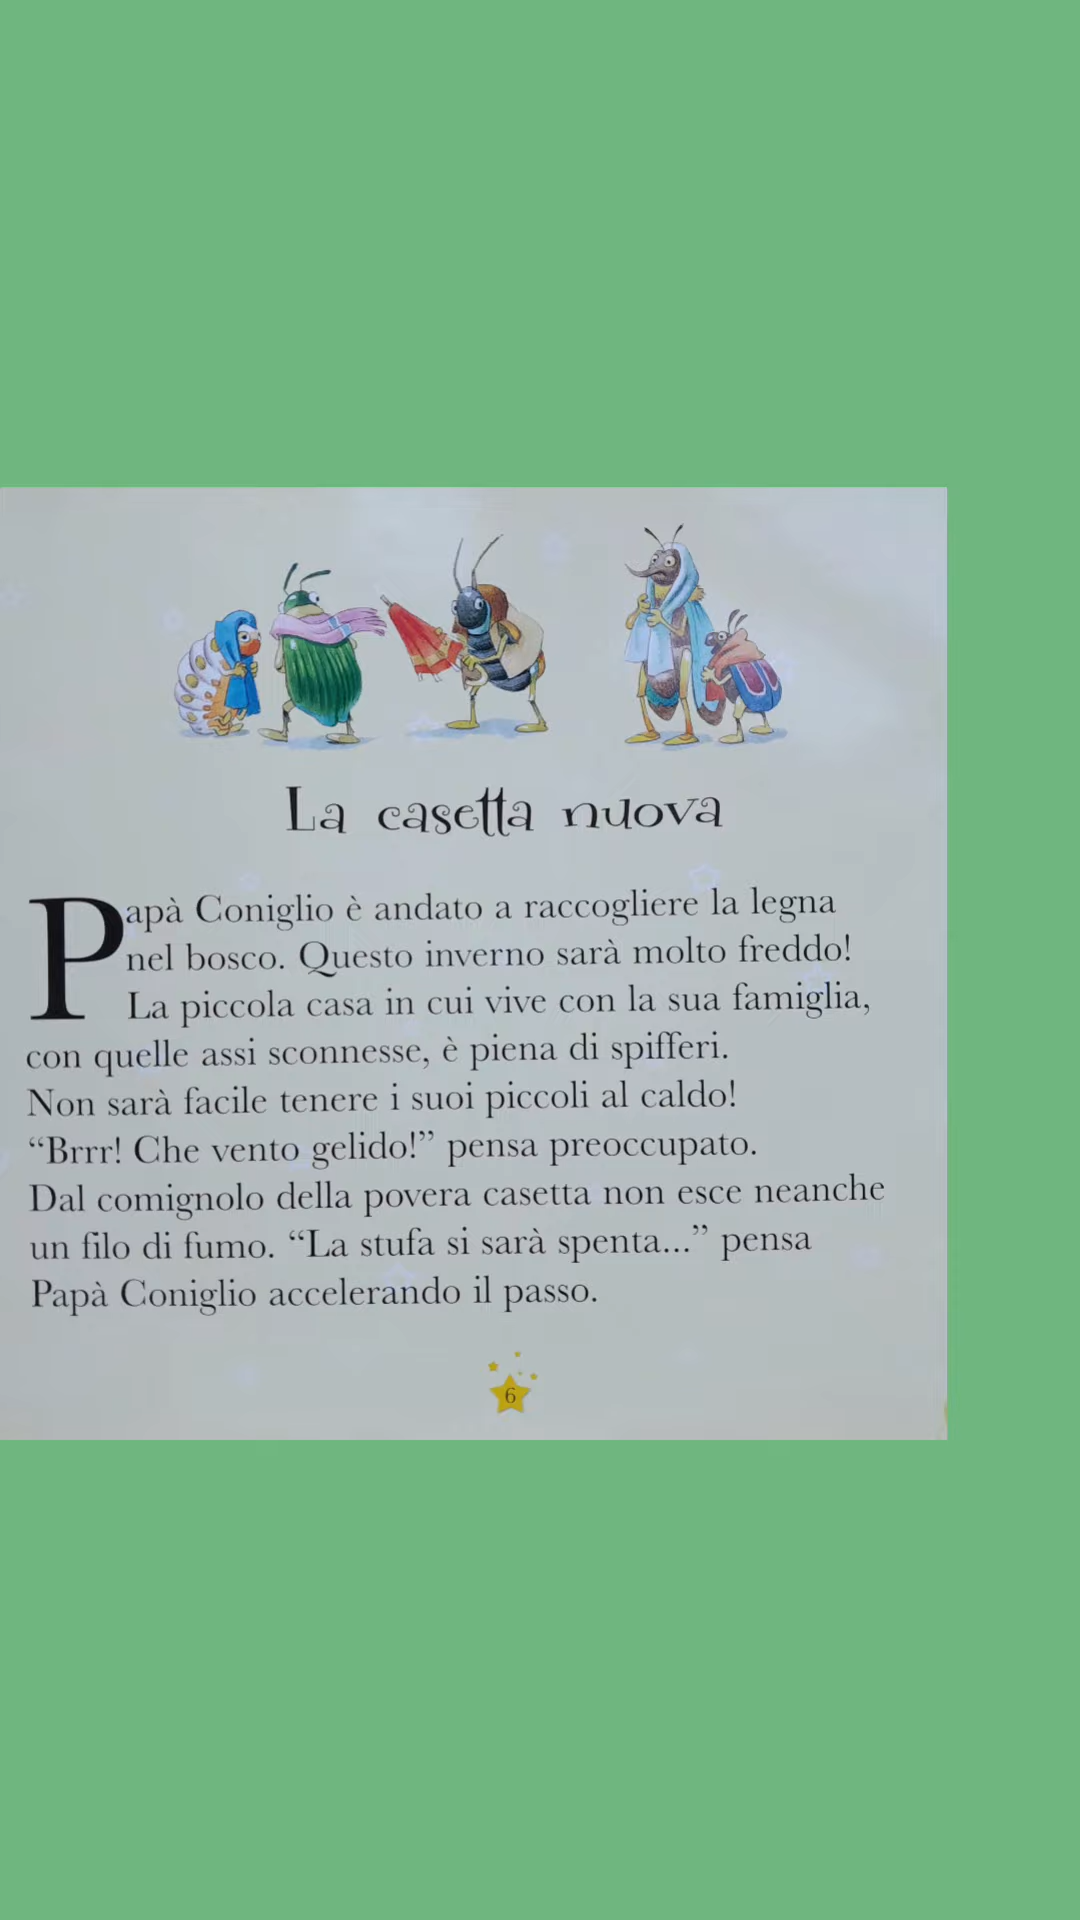 La casetta nuova
Papà Coniglio è andato a raccogliere la legna
nel bosco. Questo inverno sarà molto freddo!
La piccola casa in cui vive con la sua famiglia,
con quelle assi sconnesse, è piena di spifferi.
Non sarà facile tenere i suoi piccoli al caldo!
“Brrr! Che vento gelido!” pensa preoccupato.
Dal comignolo della povera casetta non esce neanche
un filo di fumo. “La stufa si sarà spenta...” pensa
Papà Coniglio accelerando il passo.
6